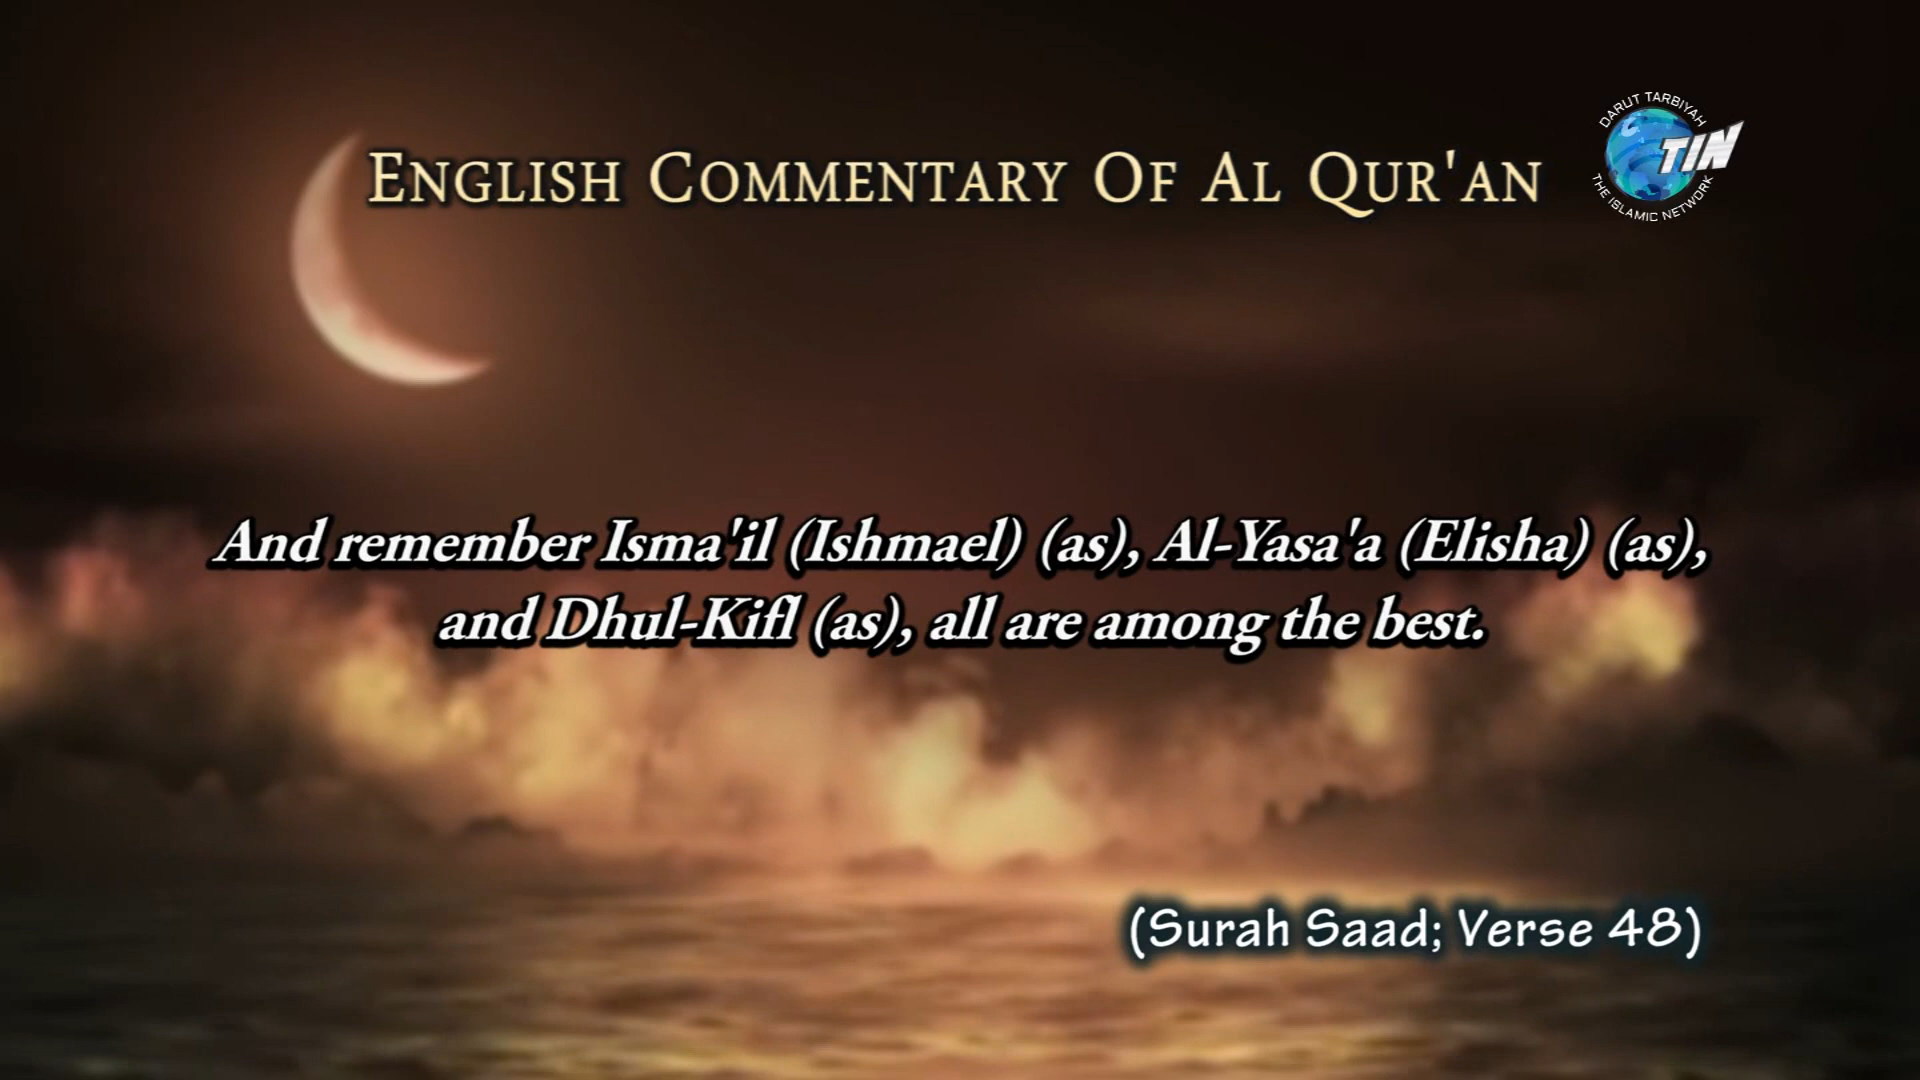 DARUT TARBIYAH
TIN
THE ISLAMIC NETWORK
ENGLISH COMMENTARY OF AL QUR'AN
And remember Isma'il (Ishmael) (as), Al-Yasa'a (Elisha) (as),
and Dhul-Kifl (as), all are among the best.
(Surah Saad; Verse 48)